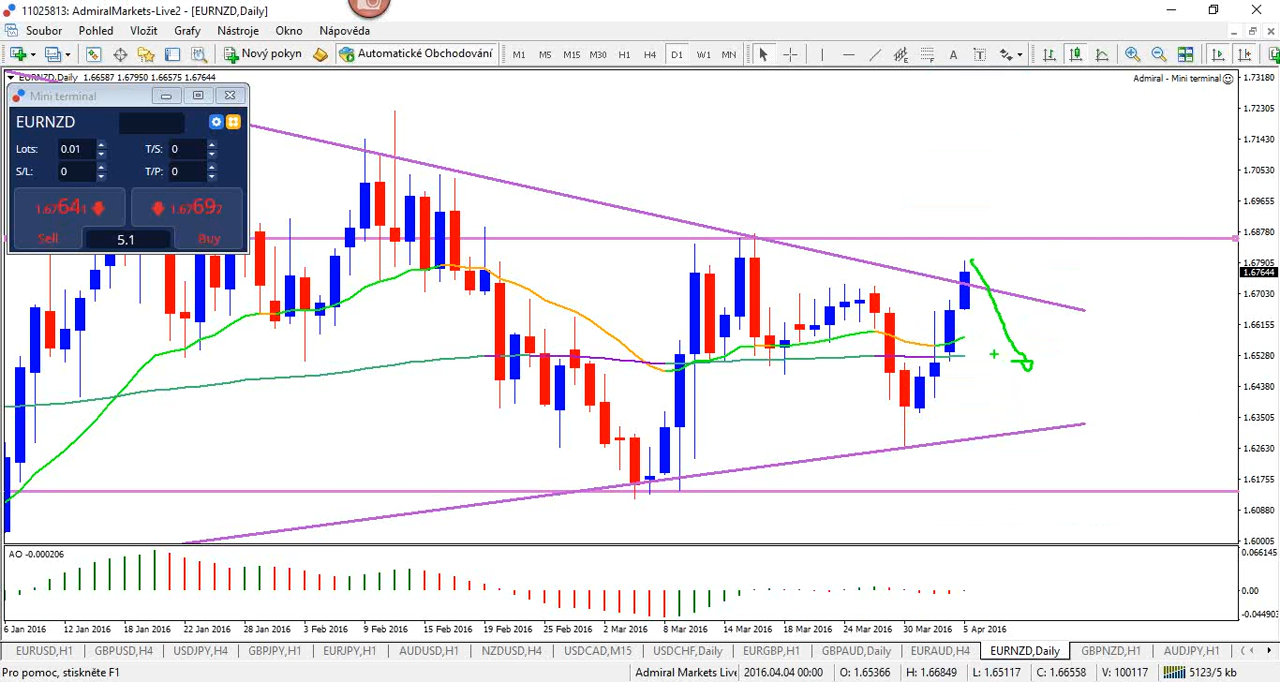 11025813: AdmiralMarkets-Live2 - [EURNZD,Daily]
Soubor Pohled Vložit Grafy Nástroje Okno Nápověda
Nový pokyn Automatické Obchodování M1 M5 M15 M30 H1 H4 D1 W1 MN
EURNZD,Daily 1.66587 1.67950 1.66575 1.67644
Admiral - Mini terminal
Mini terminal
EURNZD
Lots: 0.01 T/S: 0
S/L: 0 T/P: 0
1.67641 1.67697
Sell 5.1 Buy
1.73180
1.72305
1.71430
1.70530
1.69655
1.68780
1.67905
1.67644
1.67030
1.66155
1.65280
1.64380
1.63505
1.62630
1.61755
1.60880
1.60005
AO -0.000206
0.066145
0.00
-0.044903
6 Jan 2016 12 Jan 2016 18 Jan 2016 22 Jan 2016 28 Jan 2016 3 Feb 2016 9 Feb 2016 15 Feb 2016 19 Feb 2016 25 Feb 2016 2 Mar 2016 8 Mar 2016 14 Mar 2016 18 Mar 2016 24 Mar 2016 30 Mar 2016 5 Apr 2016
EURUSD,H1 GBPUSD,H4 USDJPY,H4 GBPJPY,H1 EURJPY,H1 AUDUSD,H1 NZDUSD,H4 USDCAD,M15 USDCHF,Daily EURGBP,H1 GBPAUD,Daily EURAUD,H4 EURNZD,Daily GBPNZD,H1 AUDJPY,H1
Pro pomoc, stiskněte F1 Admiral Markets Live 2016.04.04 00:00 O: 1.65366 H: 1.66849 L: 1.65117 C: 1.66558 V: 100117 5123/5 kb